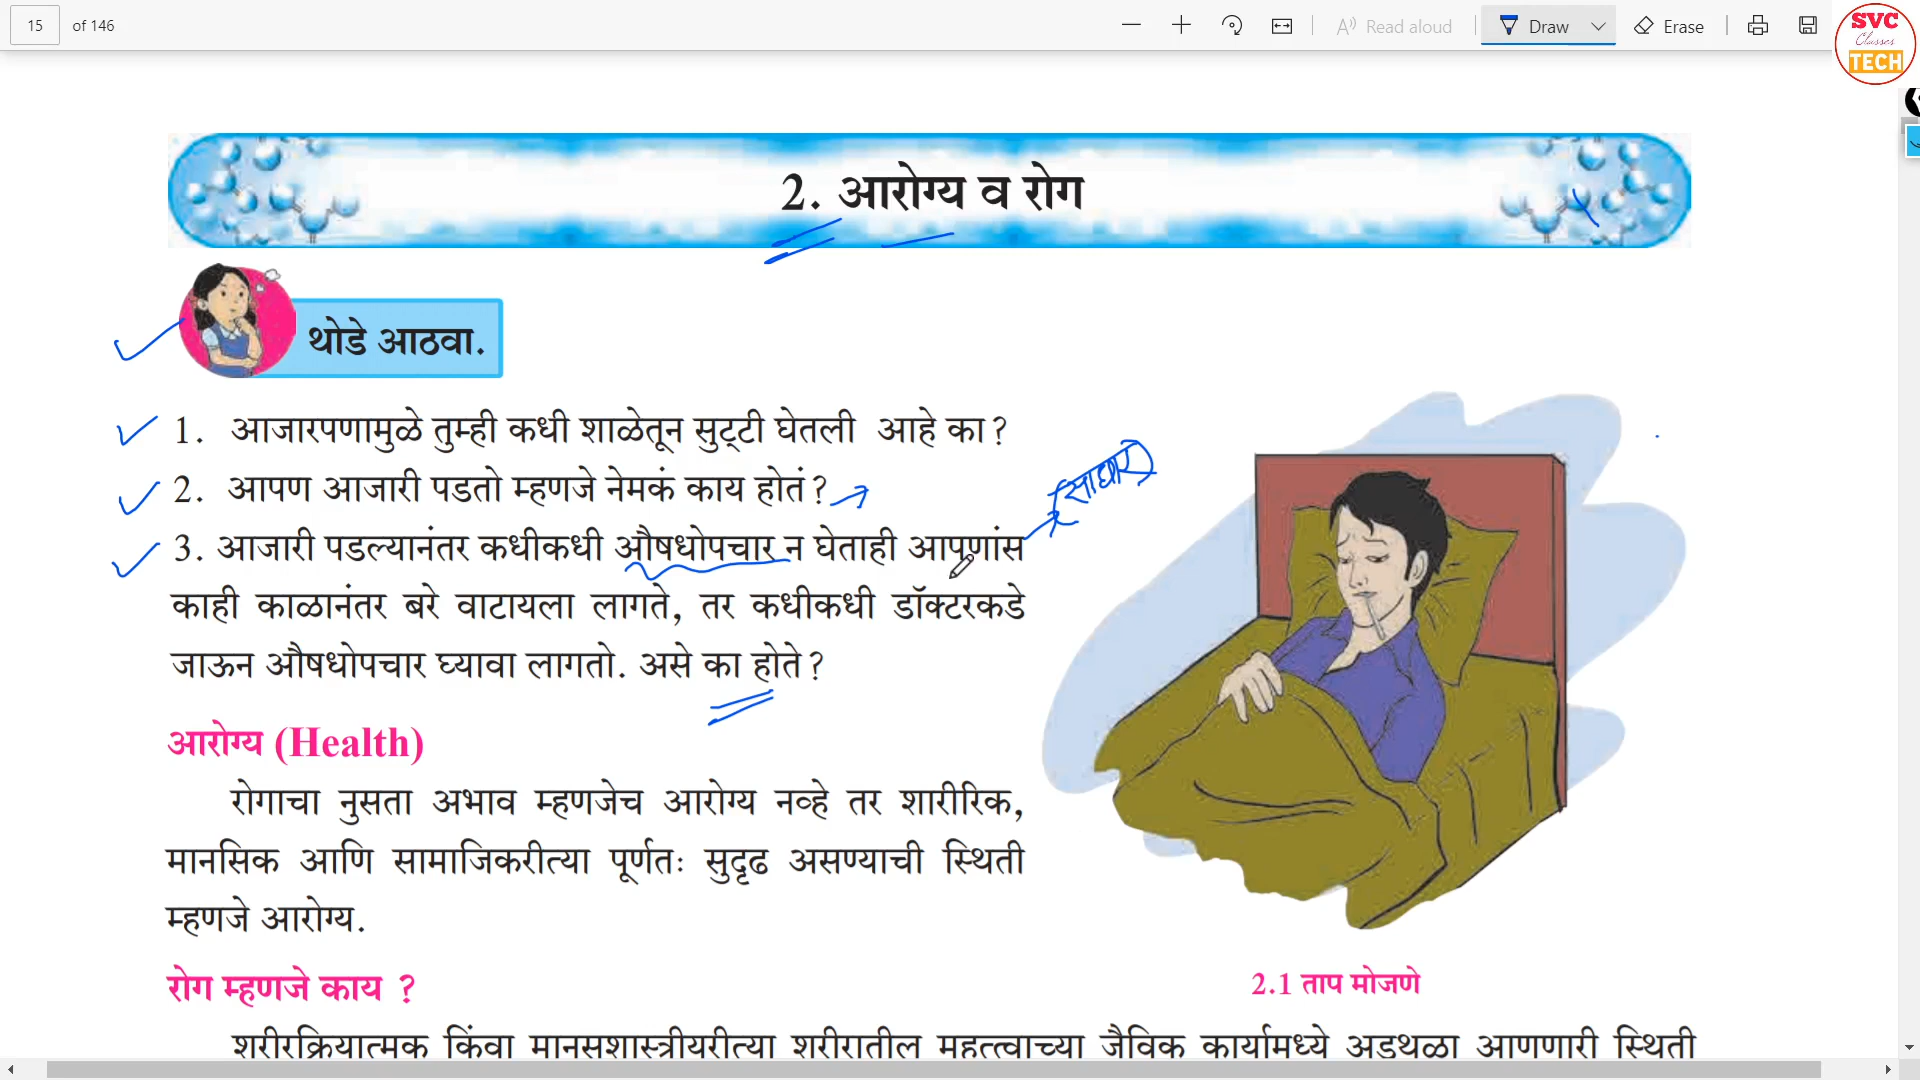 15 of 146
Read aloud
Draw
Erase
SVC
Classes
TECH
2. आरोग्य व रोग
थोडे आठवा.
1. आजारपणामुळे तुम्ही कधी शाळेतून सुट्टी घेतली आहे का ?
2. आपण आजारी पडतो म्हणजे नेमकं काय होतं ?
3. आजारी पडल्यानंतर कधीकधी औषधोपचार न घेताही आपणांस
काही काळानंतर बरे वाटायला लागते, तर कधीकधी डॉक्टरकडे
जाऊन औषधोपचार घ्यावा लागतो. असे का होते ?
आरोग्य (Health)
रोगाचा नुसता अभाव म्हणजेच आरोग्य नव्हे तर शारीरिक,
मानसिक आणि सामाजिकरीत्या पूर्णतः सुदृढ असण्याची स्थिती
म्हणजे आरोग्य.
2.1 ताप मोजणे
रोग म्हणजे काय ?
शरीरक्रियात्मक किंवा मानसशास्त्रीयरीत्या शरीरातील महत्त्वाच्या जैविक कार्यामध्ये अडथळा आणणारी स्थिती